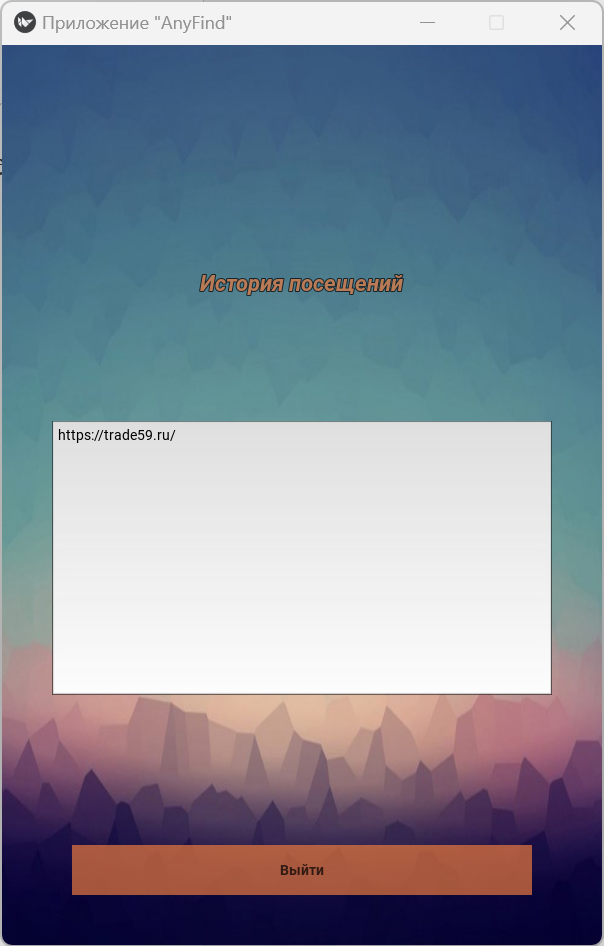 Приложение "AnyFind"
История посещений
https://trade59.ru/
Выйти